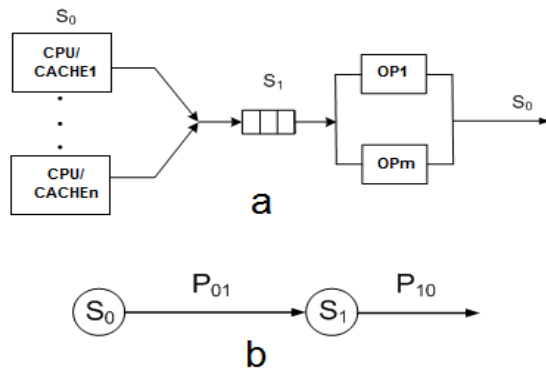 S₀
CPU/
CACHE1
S₁
OP1
S₀
CPU/
CACHEn
OPm
a
P₀₁
P₁₀
S₀
S₁
b